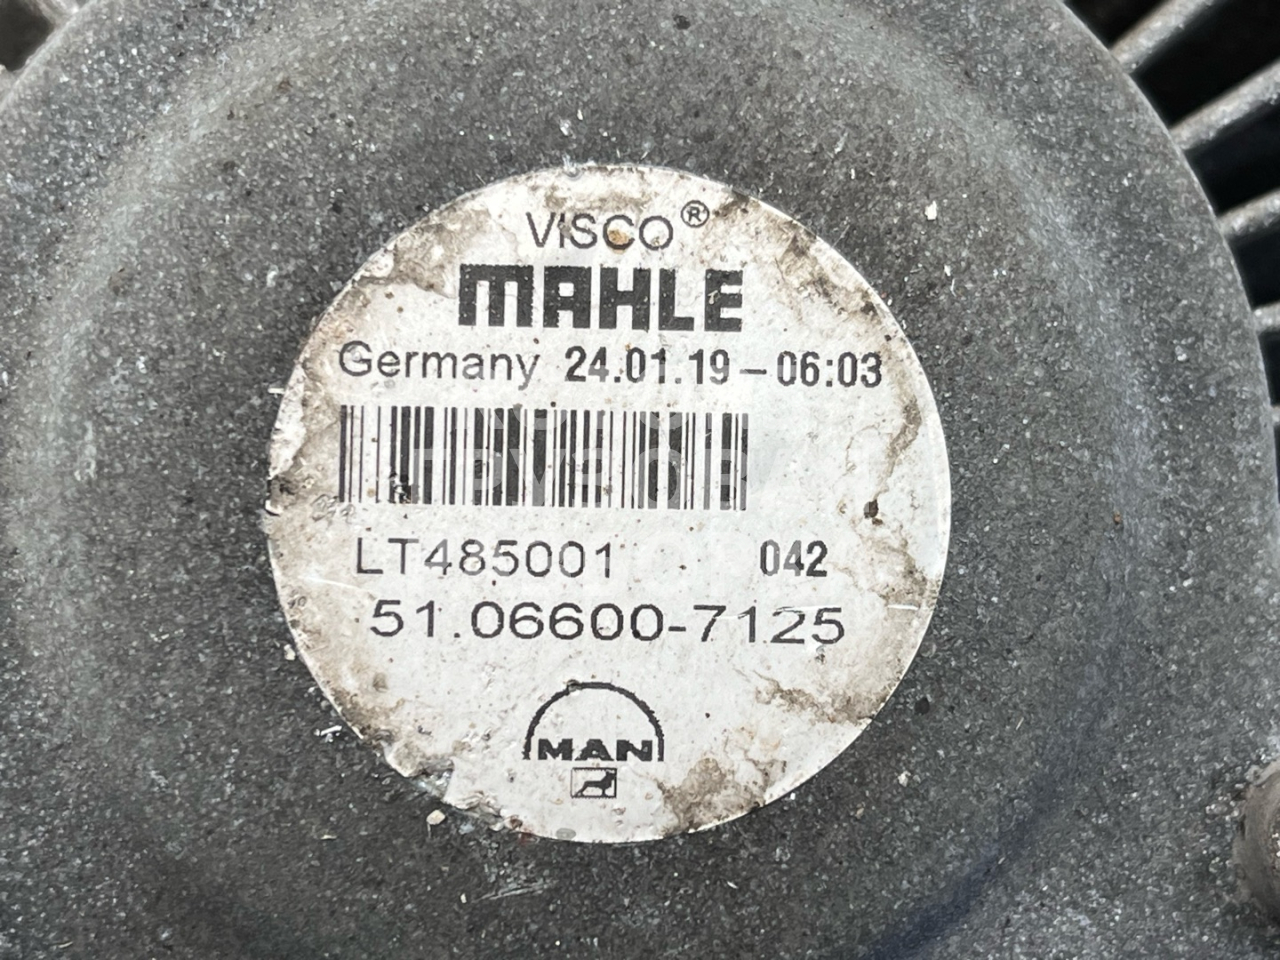 VISCO®
MAHLE
Germany 24.01.19 – 06:03
LT485001 042
51.06600-7125
MAN